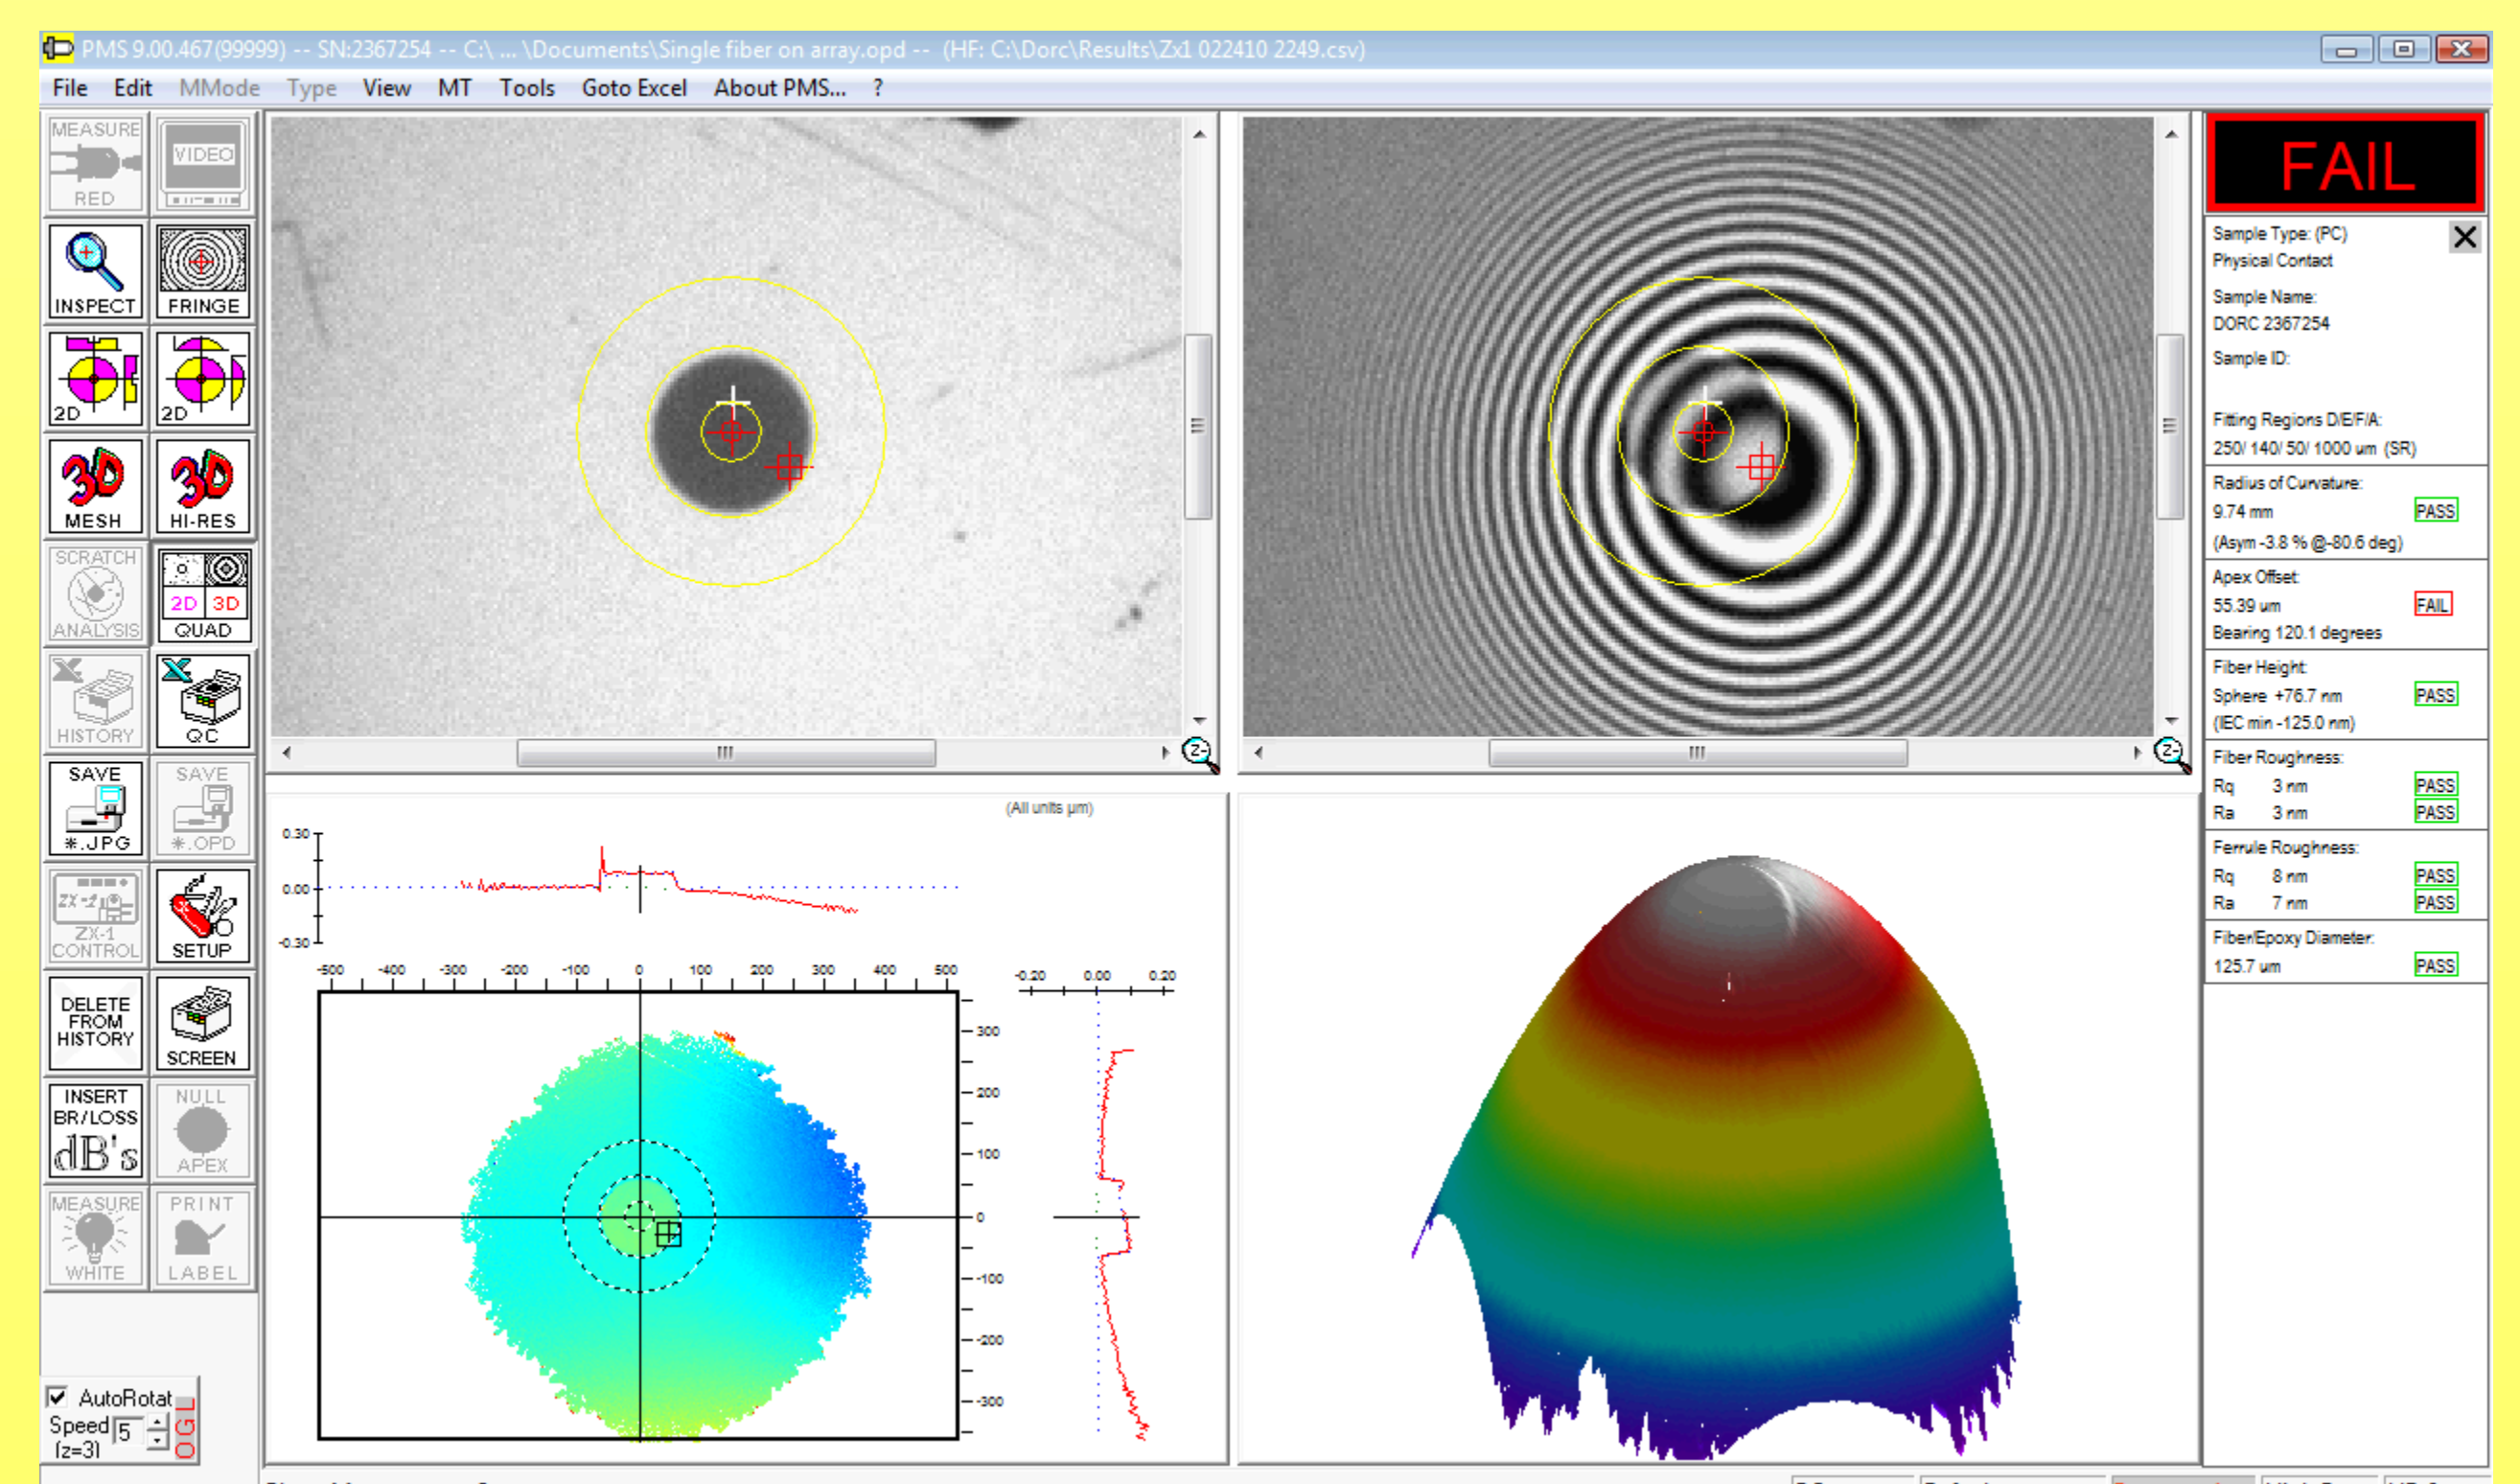 PMS 9.00.467(99999) -- SN:2367254 -- C:\ ... \Documents\Single fiber on array.opd -- (HF: C:\Dorc\Results\Zx1 022410 2249.csv)
File Edit MMode Type View MT Tools Goto Excel About PMS... ?
MEASURE
RED
VIDEO
INSPECT
FRINGE
2D
2D
3D
MESH
3D
HI-RES
SCRATCH
ANALYSIS
2D 3D
QUAD
HISTORY
QC
SAVE
*.JPG
SAVE
*.OPD
ZX-1
CONTROL
SETUP
DELETE
FROM
HISTORY
SCREEN
INSERT
BR/LOSS
dB's
NULL
APEX
MEASURE
WHITE
PRINT
LABEL
AutoRotat
Speed 5
(z=3)
OGL
Z-
Z-
(All units µm)
0.30
0.00
-0.30
-500 -400 -300 -200 -100 0 100 200 300 400 500
-0.20 0.00 0.20
300
200
100
0
-100
-200
-300
FAIL
Sample Type: (PC)
Physical Contact
Sample Name:
DORC 2367254
Sample ID:
Fitting Regions D/E/F/A:
250/ 140/ 50/ 1000 um (SR)
Radius of Curvature:
9.74 mm PASS
(Asym -3.8 % @-80.6 deg)
Apex Offset:
55.39 um FAIL
Bearing 120.1 degrees
Fiber Height:
Sphere +76.7 nm PASS
(IEC min -125.0 nm)
Fiber Roughness:
Rq 3 nm PASS
Ra 3 nm PASS
Ferrule Roughness:
Rq 8 nm PASS
Ra 7 nm PASS
Fiber/Epoxy Diameter:
125.7 um PASS